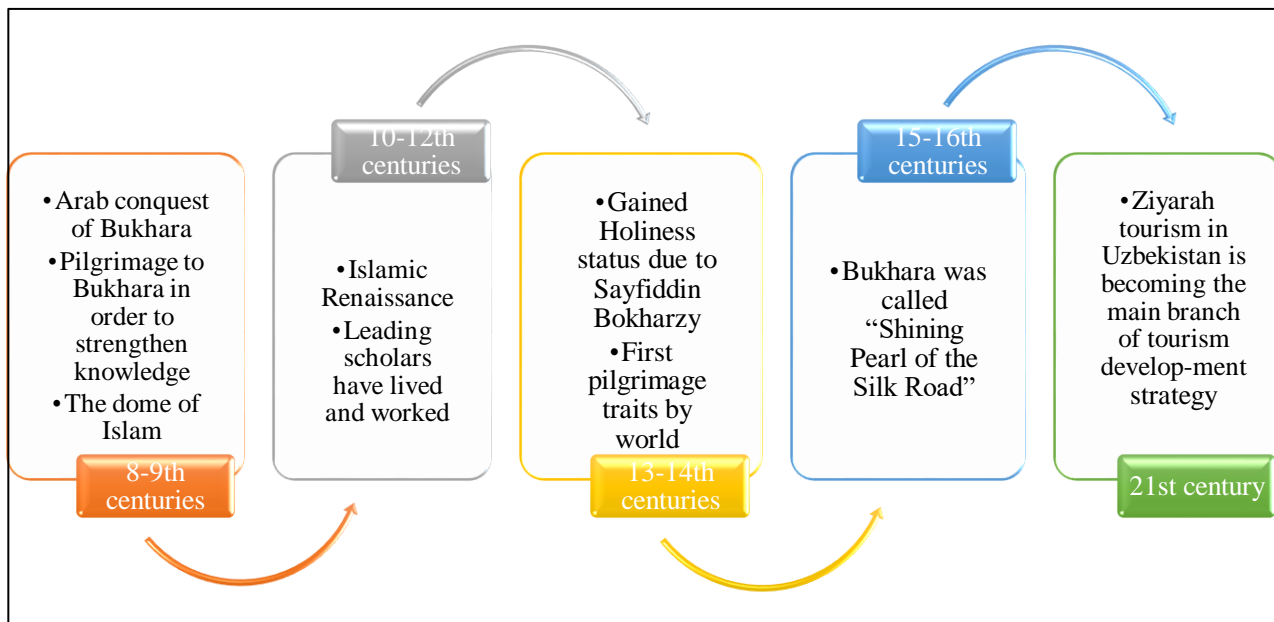 •Arab conquest
of Bukhara
•Pilgrimage to
Bukhara in
order to
strengthen
knowledge
•The dome of
Islam
8-9th
centuries
10-12th
centuries
•Islamic
Renaissance
•Leading
scholars
have lived
and worked
•Gained
Holiness
status due to
Sayfiddin
Bokharzy
•First
pilgrimage
traits by
world
13-14th
centuries
15-16th
centuries
•Bukhara was
called
“Shining
Pearl of the
Silk Road”
•Ziyarah
tourism in
Uzbekistan is
becoming the
main branch
of tourism
develop-ment
strategy
21st century